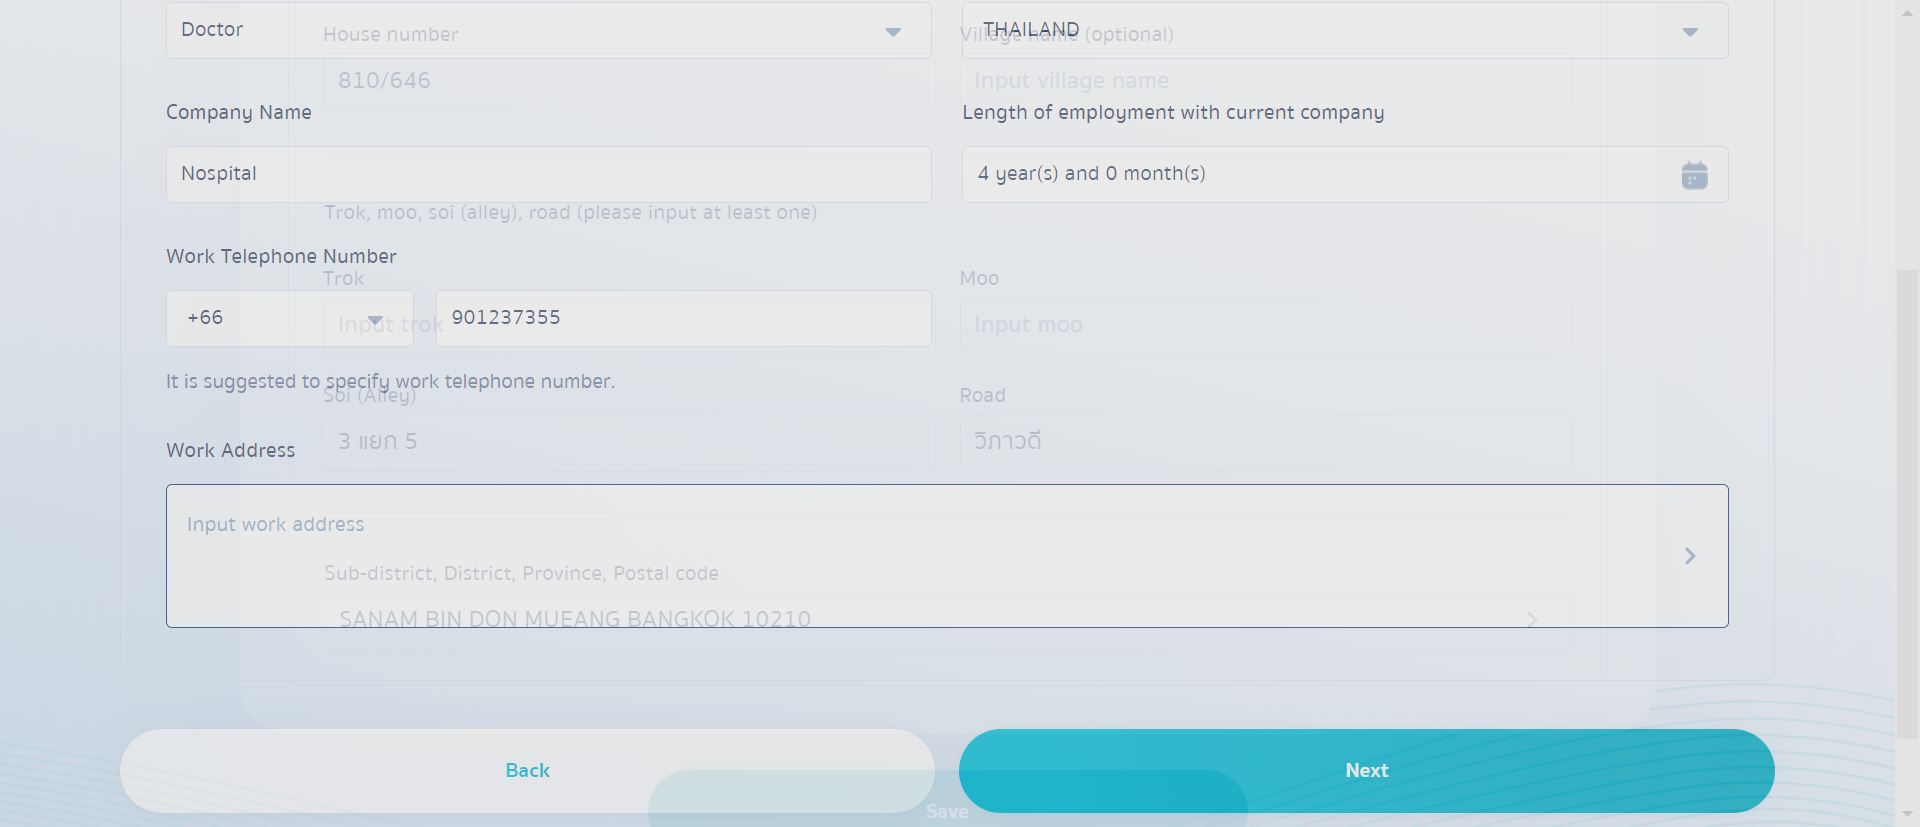 Doctor
THAILAND
House number
Village name (optional)
810/646
Input village name
Company Name
Length of employment with current company
Nospital
4 year(s) and 0 month(s)
Trok, moo, soi (alley), road (please input at least one)
Work Telephone Number
Trok
Moo
+66
901237355
Input trok
Input moo
It is suggested to specify work telephone number.
Soi (Alley)
Road
3 แยก 5
วิภาวดี
Work Address
Input work address
Sub-district, District, Province, Postal code
SANAM BIN DON MUEANG BANGKOK 10210
Back
Next
Save